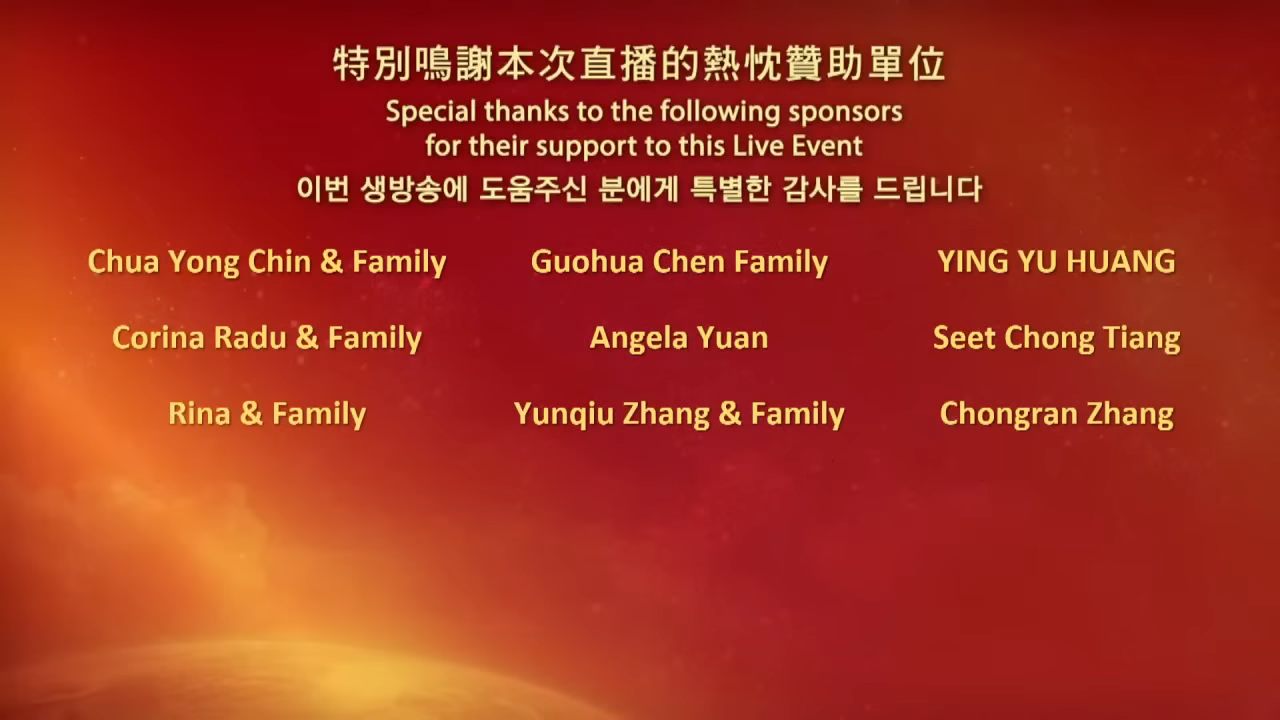 特別鳴謝本次直播的熱忱贊助單位
Special thanks to the following sponsors
for their support to this Live Event
이번 생방송에 도움주신 분에게 특별한 감사를 드립니다
Chua Yong Chin & Family
Guohua Chen Family
YING YU HUANG
Corina Radu & Family
Angela Yuan
Seet Chong Tiang
Rina & Family
Yunqiu Zhang & Family
Chongran Zhang